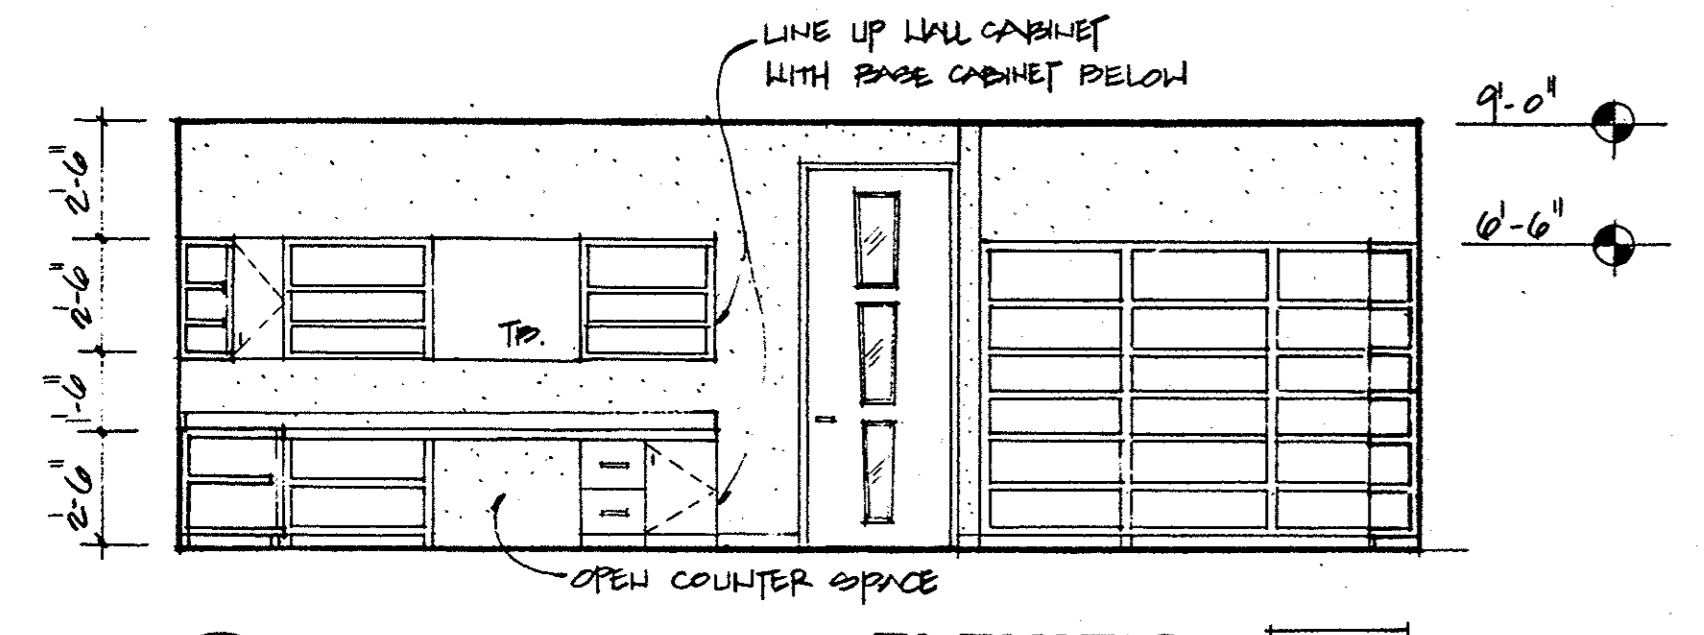 LINE UP WALL CABINET
WITH BASE CABINET BELOW
9'-0"
6'-6"
2'-6"
2'-6"
1'-6"
2'-6"
TB.
OPEN COUNTER SPACE